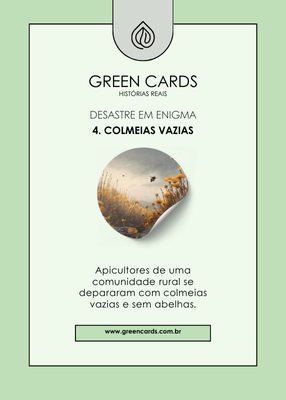 GREEN CARDS
HISTÓRIAS REAIS
DESASTRE EM ENIGMA
4. COLMEIAS VAZIAS
Apicultores de uma
comunidade rural se
depararam com colmeias
vazias e sem abelhas.
www.greencards.com.br